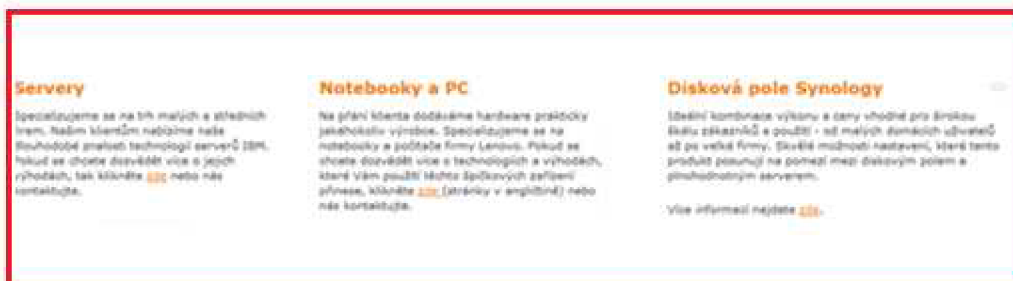 Servery
Specializujeme se na trh malých a středních
firem. Našim klientům nabízíme naše
dlouhodobé znalosti technologií serverů IBM.
Pokud se chcete dozvědět více o jejich
výhodách, tak klikněte zde nebo nás
kontaktujte.
Notebooky a PC
Na přání klienta dodáváme hardware prakticky
jakéhokoliv výrobce. Specializujeme se na
notebooky a počítače firmy Lenovo. Pokud se
chcete dozvědět více o technologiích a výhodách,
které Vám použití těchto špičkových zařízení
přinese, klikněte zde (stránky v angličtině) nebo
nás kontaktujte.
Disková pole Synology
Ideální kombinace výkonu a ceny vhodné pro širokou
škálu zákazníků a použití - od malých domácích uživatelů
až po velké firmy. Skvělé možnosti nastavení, které tento
produkt posunují na pomezí mezi diskovým polem a
plnohodnotným serverem.
Více informací najdete zde.